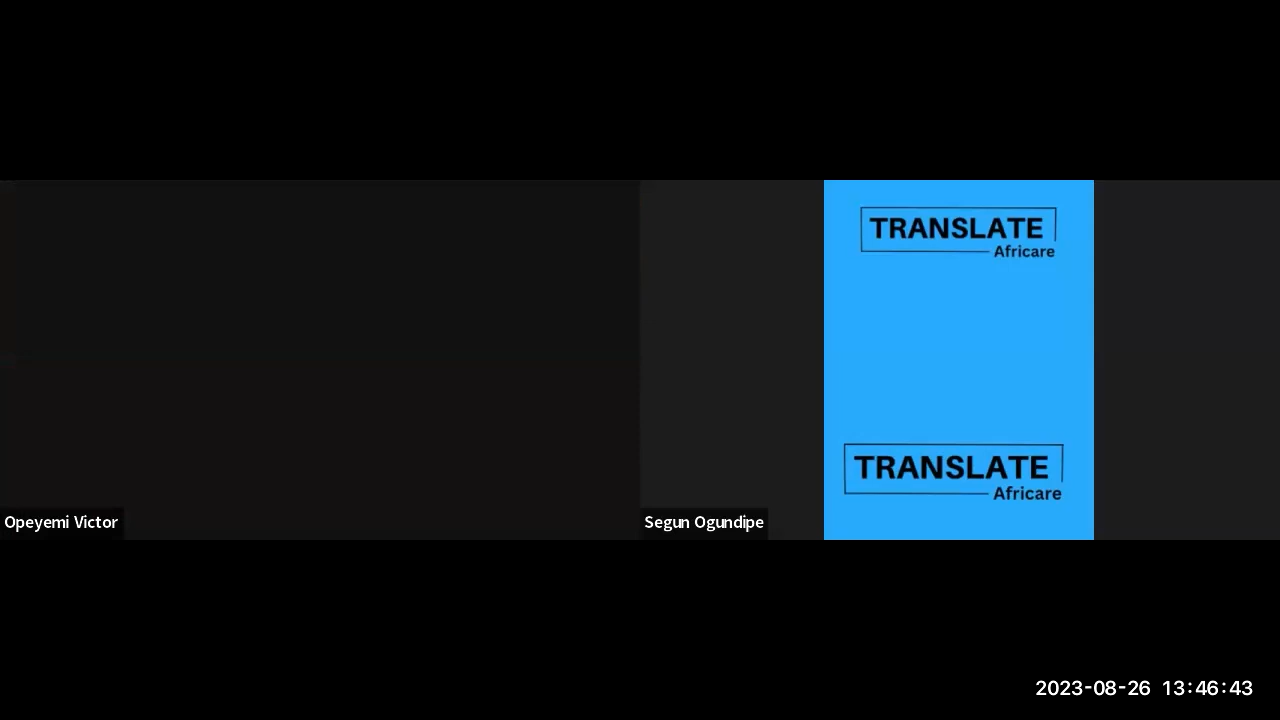 TRANSLATE
Africare
TRANSLATE
Africare
Opeyemi Victor
Segun Ogundipe
2023-08-26 13:46:43